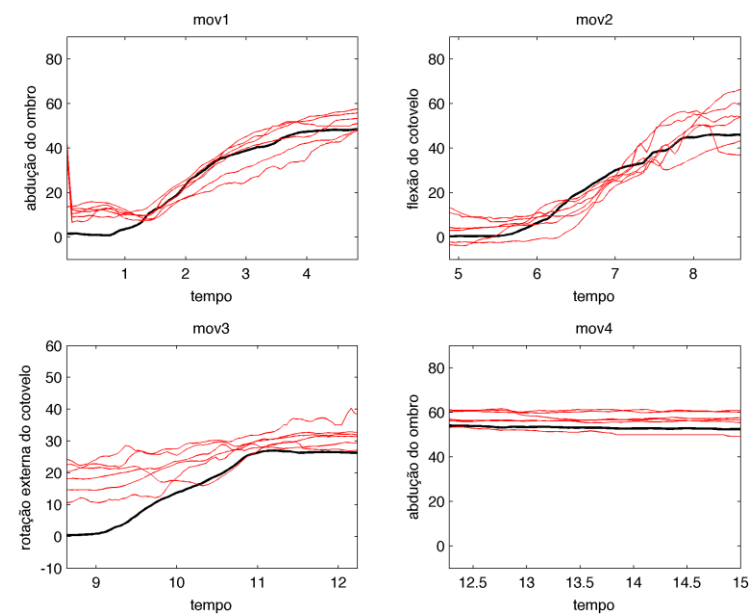 mov1
abdução do ombro
80
60
40
20
0
1 2 3 4
tempo
mov2
flexão do cotovelo
80
60
40
20
0
5 6 7 8
tempo
mov3
rotação externa do cotovelo
60
50
40
30
20
10
0
-10
9 10 11 12
tempo
mov4
abdução do ombro
80
60
40
20
0
12.5 13 13.5 14 14.5 15
tempo